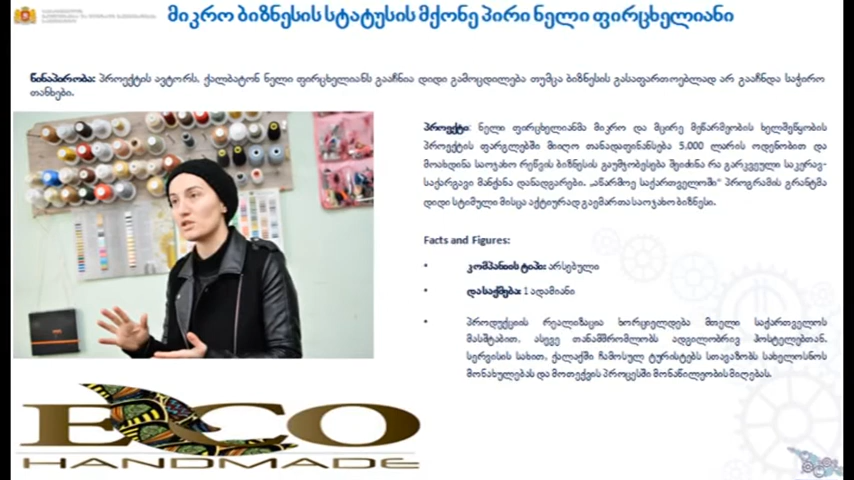 მიკრო ბიზნესის სტატუსის მქონე პირი ნელი ფირცხელიანი
წინაპირობა: პროექტის ავტორს, ქალბატონ ნელი ფირცხელიანს გააჩნია დიდი გამოცდილება თუმცა ბიზნესის გასაფართოებლად არ გააჩნდა საჭირო
თანხები.
პროექტი: ნელი ფირცხელიანმა მიკრო და მცირე მეწარმეობის ხელშეწყობის
პროექტის ფარგლებში მიიღო თანადაფინანსება 5,000 ლარის ოდენობით და
მოახდინა საოჯახო რეწვის ბიზნესის გაუმჯობესება შეიძინა რა გარკვეული საკერავ-
საქარგავი მანქანა დანადგარები. „აწარმოე საქართველოში“ პროგრამის გრანტმა
დიდი სტიმული მისცა აქტიურად გაემართა საოჯახო ბიზნესი.
Facts and Figures:
• კომპანიის ტიპი: არსებული
• დასაქმება: 1 ადამიანი
• პროდუქციის რეალიზაცია ხორციელდება მთელი საქართველოს
მასშტაბით, ასევე თანამშრომლობს ადგილობრივ ჰოსტელებთან.
სერვისის სახით, ქალაქში ჩამოსულ ტურისტებს სთავაზობს სახელოსნოს
მონახულებას და მოთექვის პროცესში მონაწილეობის მიღებას.
ECO
HANDMADE